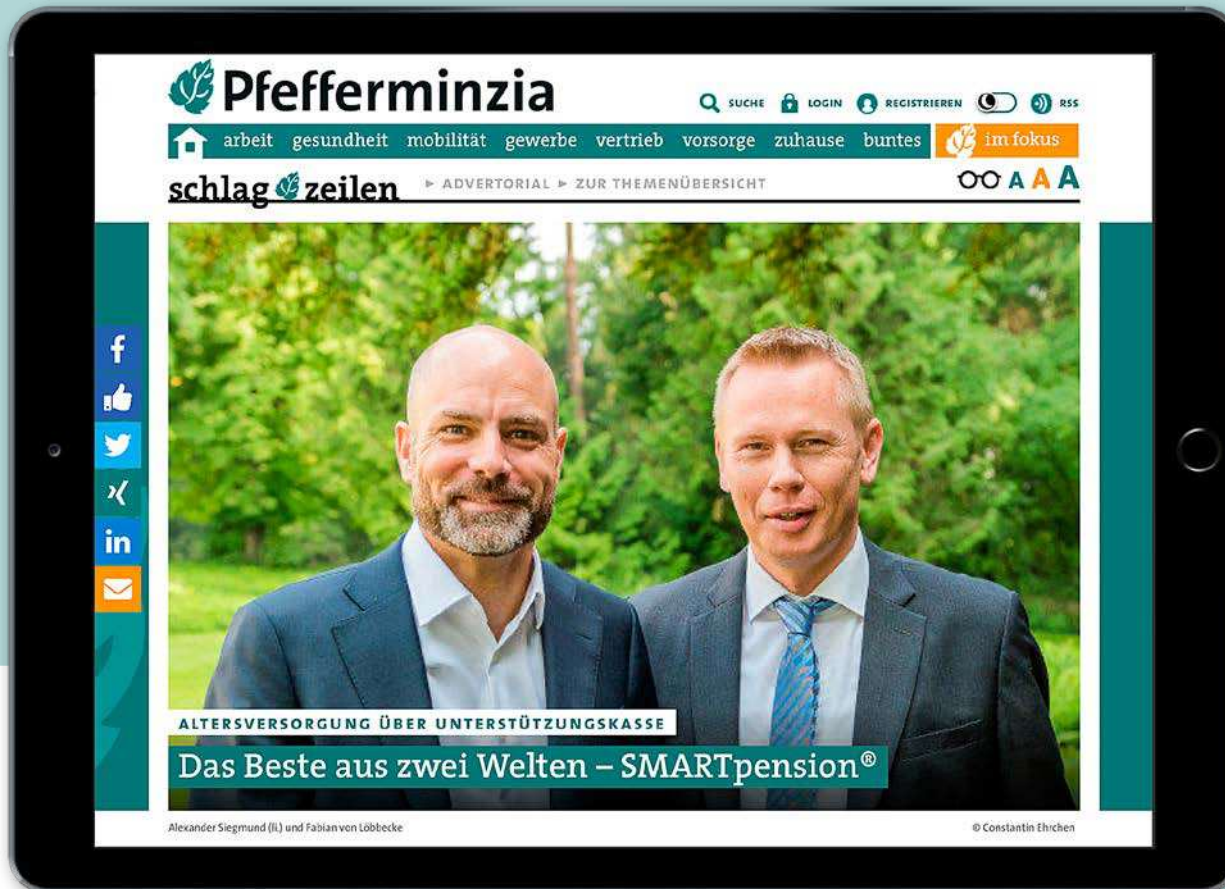 Pfefferminzia
SUCHE LOGIN REGISTRIEREN RSS
arbeit gesundheit mobilität gewerbe vertrieb vorsorge zuhause buntes im fokus
schlag zeilen ▸ ADVERTORIAL ▸ ZUR THEMENÜBERSICHT A A A
f
in
ALTERSVERSORGUNG ÜBER UNTERSTÜTZUNGSKASSE
Das Beste aus zwei Welten – SMARTpension®
Alexander Siegmund (li.) und Fabian von Löbbecke © Constantin Ehrchen